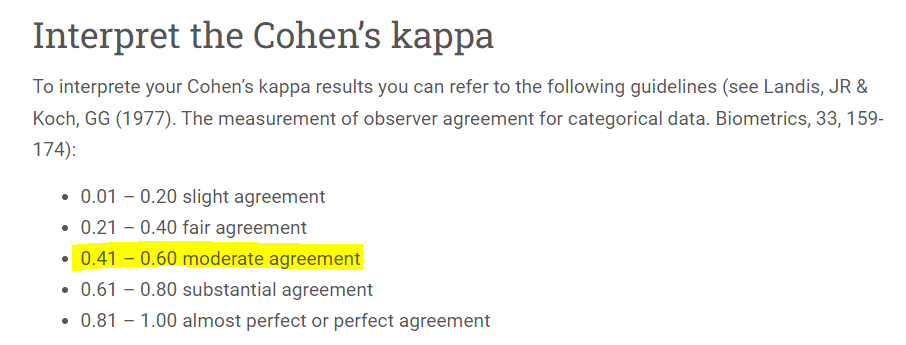 Interpret the Cohen’s kappa
To interprete your Cohen’s kappa results you can refer to the following guidelines (see Landis, JR &
Koch, GG (1977). The measurement of observer agreement for categorical data. Biometrics, 33, 159-
174):
• 0.01 – 0.20 slight agreement
• 0.21 – 0.40 fair agreement
• 0.41 – 0.60 moderate agreement
• 0.61 – 0.80 substantial agreement
• 0.81 – 1.00 almost perfect or perfect agreement